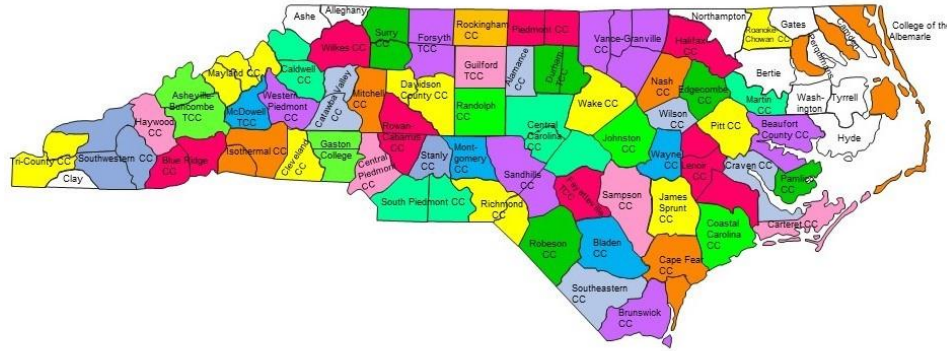 Ashe
Alleghany
Surry
CC
Forsyth
TCC
Rockingham
CC
Piedmont CC
Vance-Granville
CC
Northampton
Roanoke
Chowan CC
Gates
Camden
Perquimans
College of the
Albemarle
Wilkes CC
Halifax
CC
Mayland CC
Caldwell
CC
Guilford
TCC
Alamance
CC
Durham
TCC
Bertie
Asheville-
Buncombe
TCC
McDowell
TCC
Western
Piedmont
CC
Catawba Valley
CC
Mitchell
CC
Davidson
County CC
Randolph
CC
Wake CC
Nash
CC
Edgecombe
CC
Martin
CC
Wash-
ington
Tyrrell
Haywood
CC
Wilson
CC
Pitt CC
Beaufort
County CC
Hyde
Tri-County CC
Southwestern CC
Blue Ridge
CC
Isothermal CC
Cleveland
CC
Gaston
College
Central
Piedmont
CC
Rowan-
Cabarrus
CC
Stanly
CC
Mont-
gomery
CC
Central
Carolina
CC
Johnston
CC
Wayne
CC
Lenoir
CC
Craven CC
Pamlico
CC
Clay
South Piedmont CC
Richmond
CC
Sandhills
CC
Fayetteville
TCC
Sampson
CC
James
Sprunt
CC
Coastal
Carolina
CC
Carteret CC
Robeson
CC
Bladen
CC
Cape Fear
CC
Southeastern
CC
Brunswick
CC